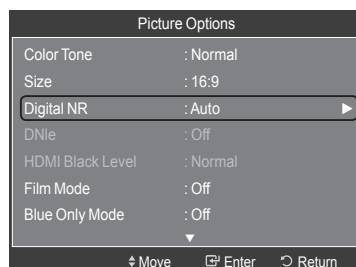 Picture Options
Color Tone : Normal
Size : 16:9
Digital NR : Auto
DNIe : Off
HDMI Black Level : Normal
Film Mode : Off
Blue Only Mode : Off
Move Enter Return